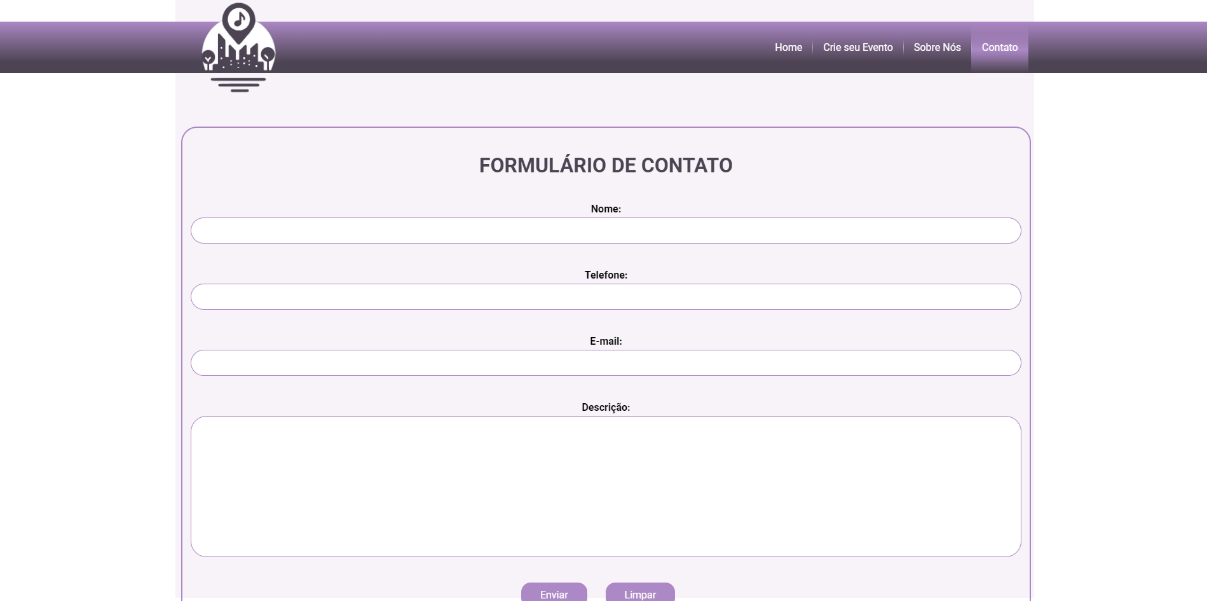 Home
Crie seu Evento
Sobre Nós
Contato
FORMULÁRIO DE CONTATO
Nome:
Telefone:
E-mail:
Descrição:
Enviar
Limpar